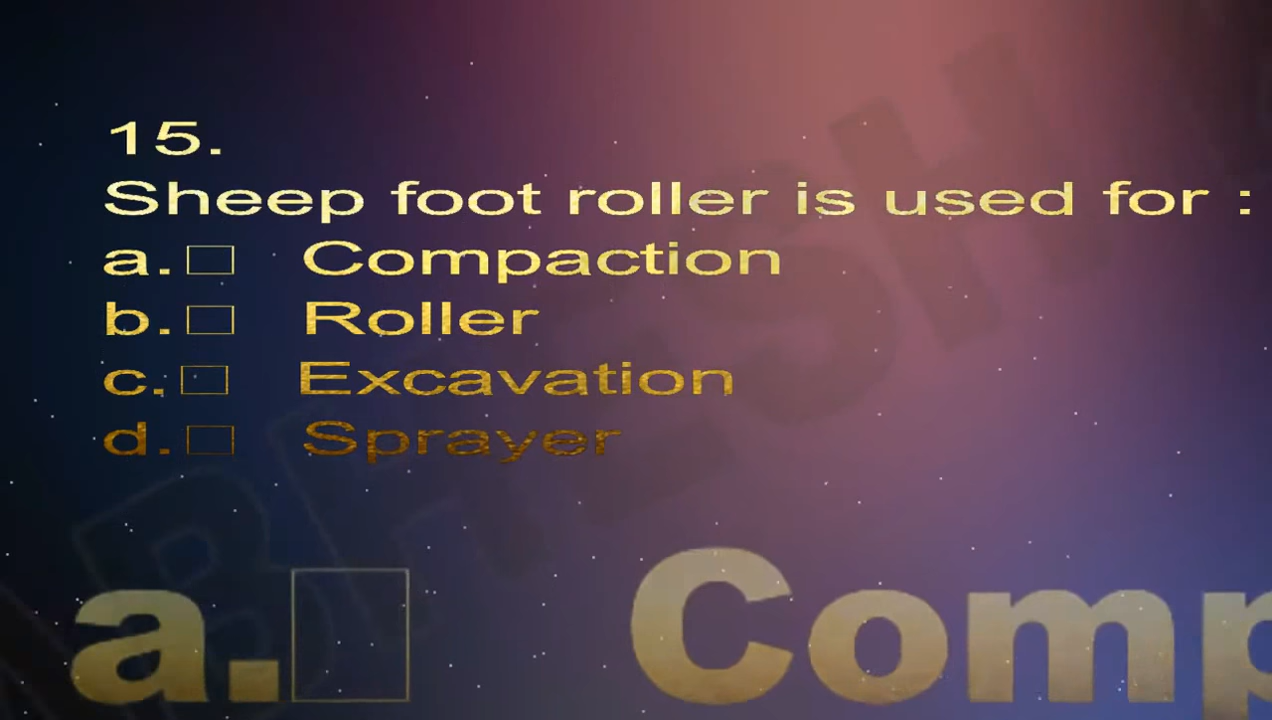 15.
Sheep foot roller is used for :
a.□ Compaction
b.□ Roller
c.□ Excavation
d.□ Sprayer
a.□ Comp